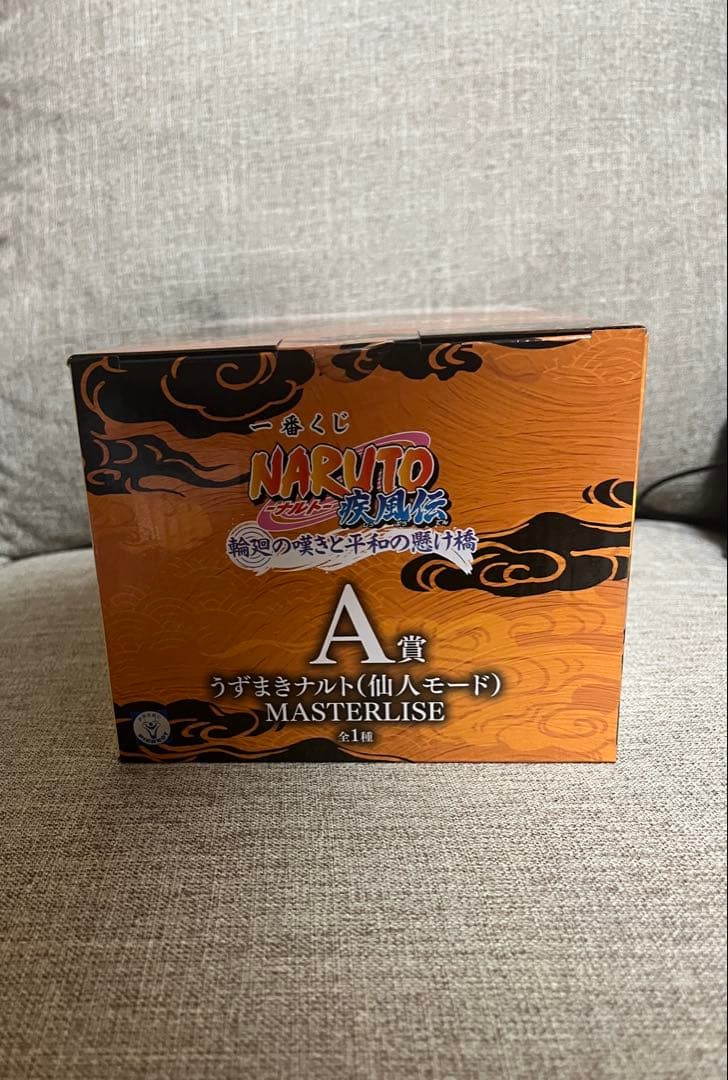 一番くじ
NARUTO
-ナルト-
疾風伝
輪廻の嘆きと平和の懸け橋
A賞
うずまきナルト(仙人モード)
MASTERLISE
全1種